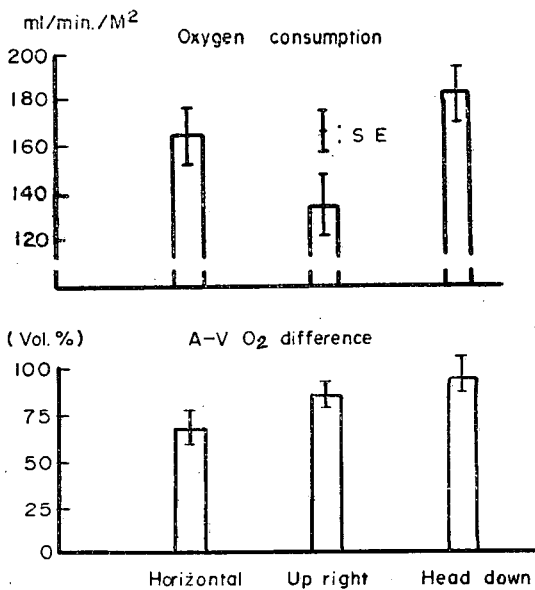 ml/min./M²
Oxygen consumption
200
180
160
140
120
: S E
(Vol.%)
A-V O₂ difference
100
75
50
25
0
Horizontal Up right Head down